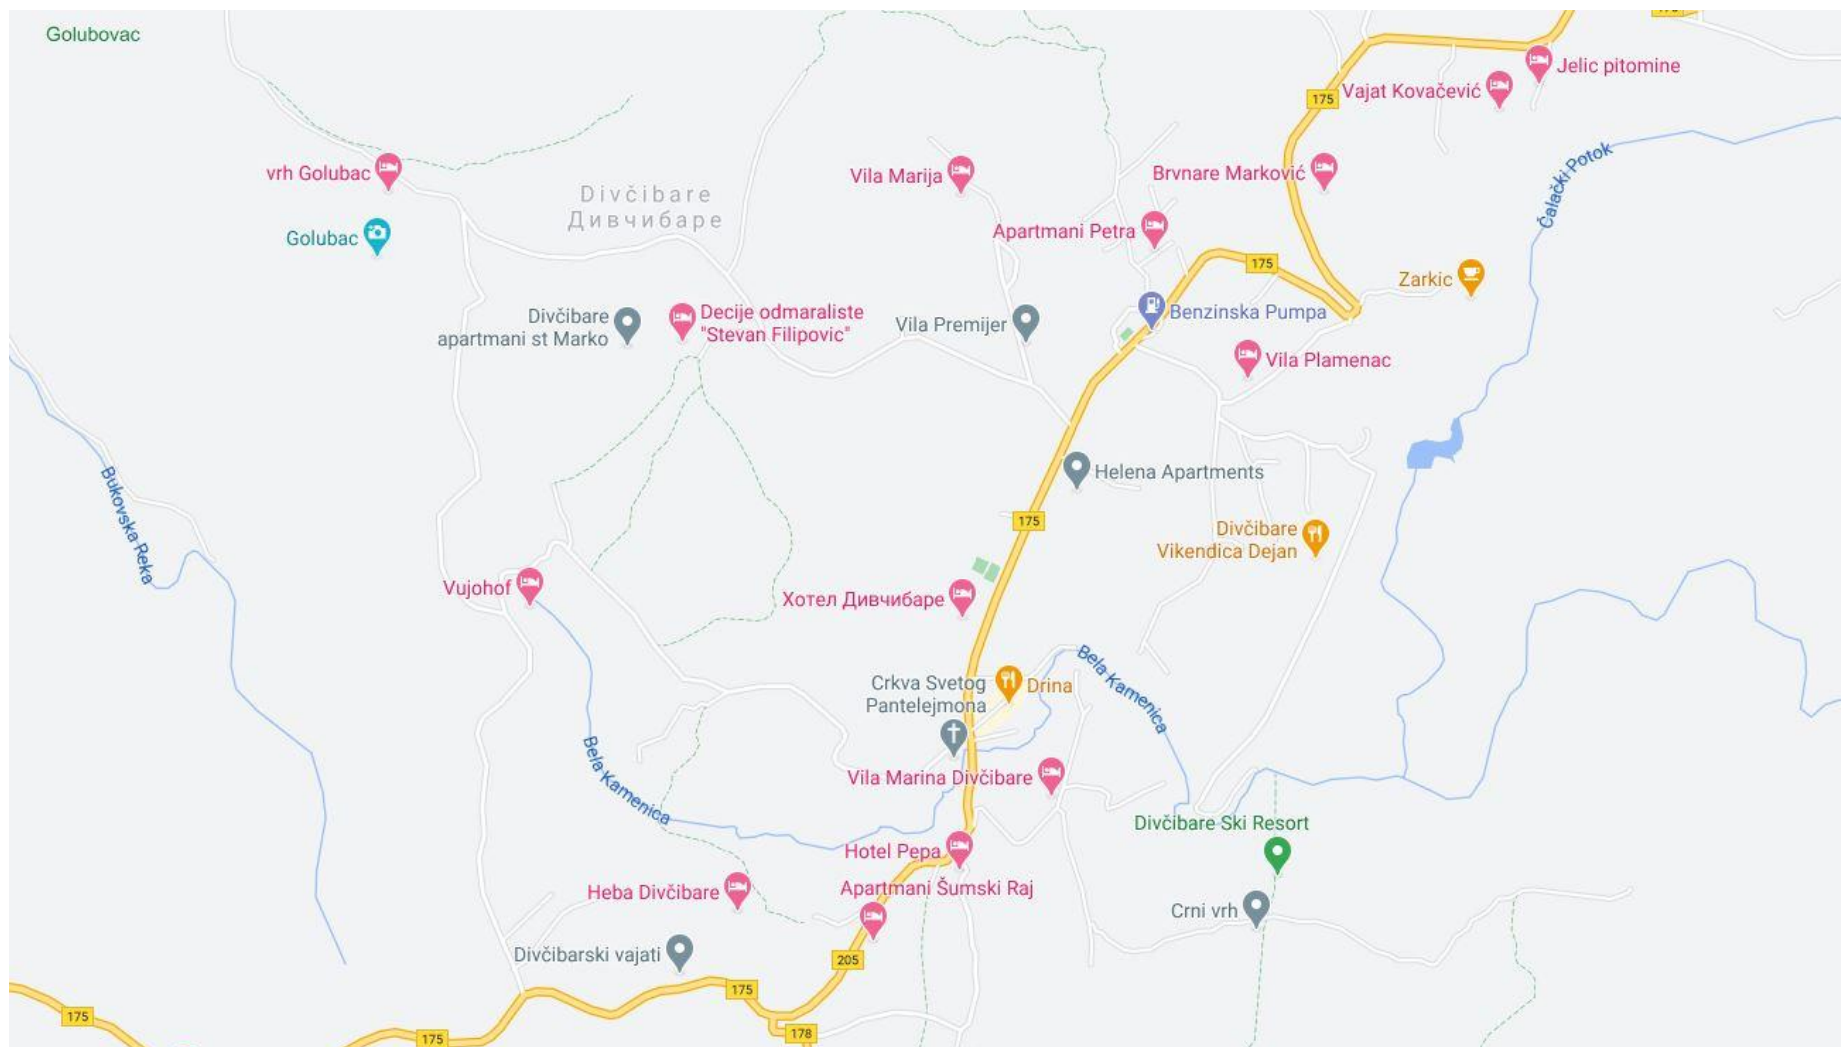 Golubovac
175
Jelic pitomine
Vajat Kovačević
175
Čalački Potok
vrh Golubac
Divčibare
Дивчибаре
Vila Marija
Brvnare Marković
Golubac
Apartmani Petra
175
Zarkic
Divčibare
apartmani st Marko
Decije odmaraliste
"Stevan Filipovic"
Vila Premijer
Benzinska Pumpa
Vila Plamenac
Bukovska Reka
Helena Apartments
175
Divčibare
Vikendica Dejan
Vujohof
Хотел Дивчибаре
Crkva Svetog
Pantelejmona
Drina
Bela Kamenica
Bela Kamenica
Vila Marina Divčibare
Divčibare Ski Resort
Hotel Pepa
Heba Divčibare
Apartmani Šumski Raj
Crni vrh
Divčibarski vajati
205
175
175
175
178